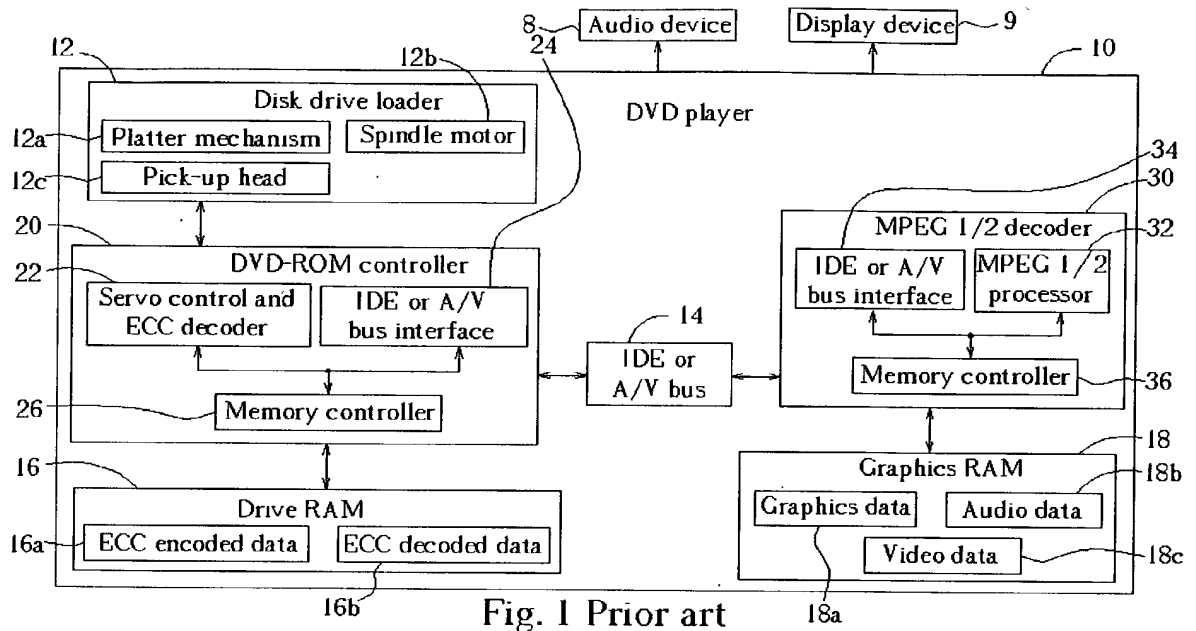 8 Audio device
Display device 9
24
12
12b
10
Disk drive loader
DVD player
12a Platter mechanism
Spindle motor
12c Pick-up head
34
30
20
MPEG 1/2 decoder
32
22
DVD-ROM controller
IDE or A/V
bus interface
MPEG 1/2
processor
Servo control and
ECC decoder
IDE or A/V
bus interface
14
IDE or
A/V bus
Memory controller 36
26 Memory controller
16
18
Graphics RAM
18b
Drive RAM
Graphics data
Audio data
16a ECC encoded data
ECC decoded data
Video data 18c
16b
18a
Fig. 1 Prior art